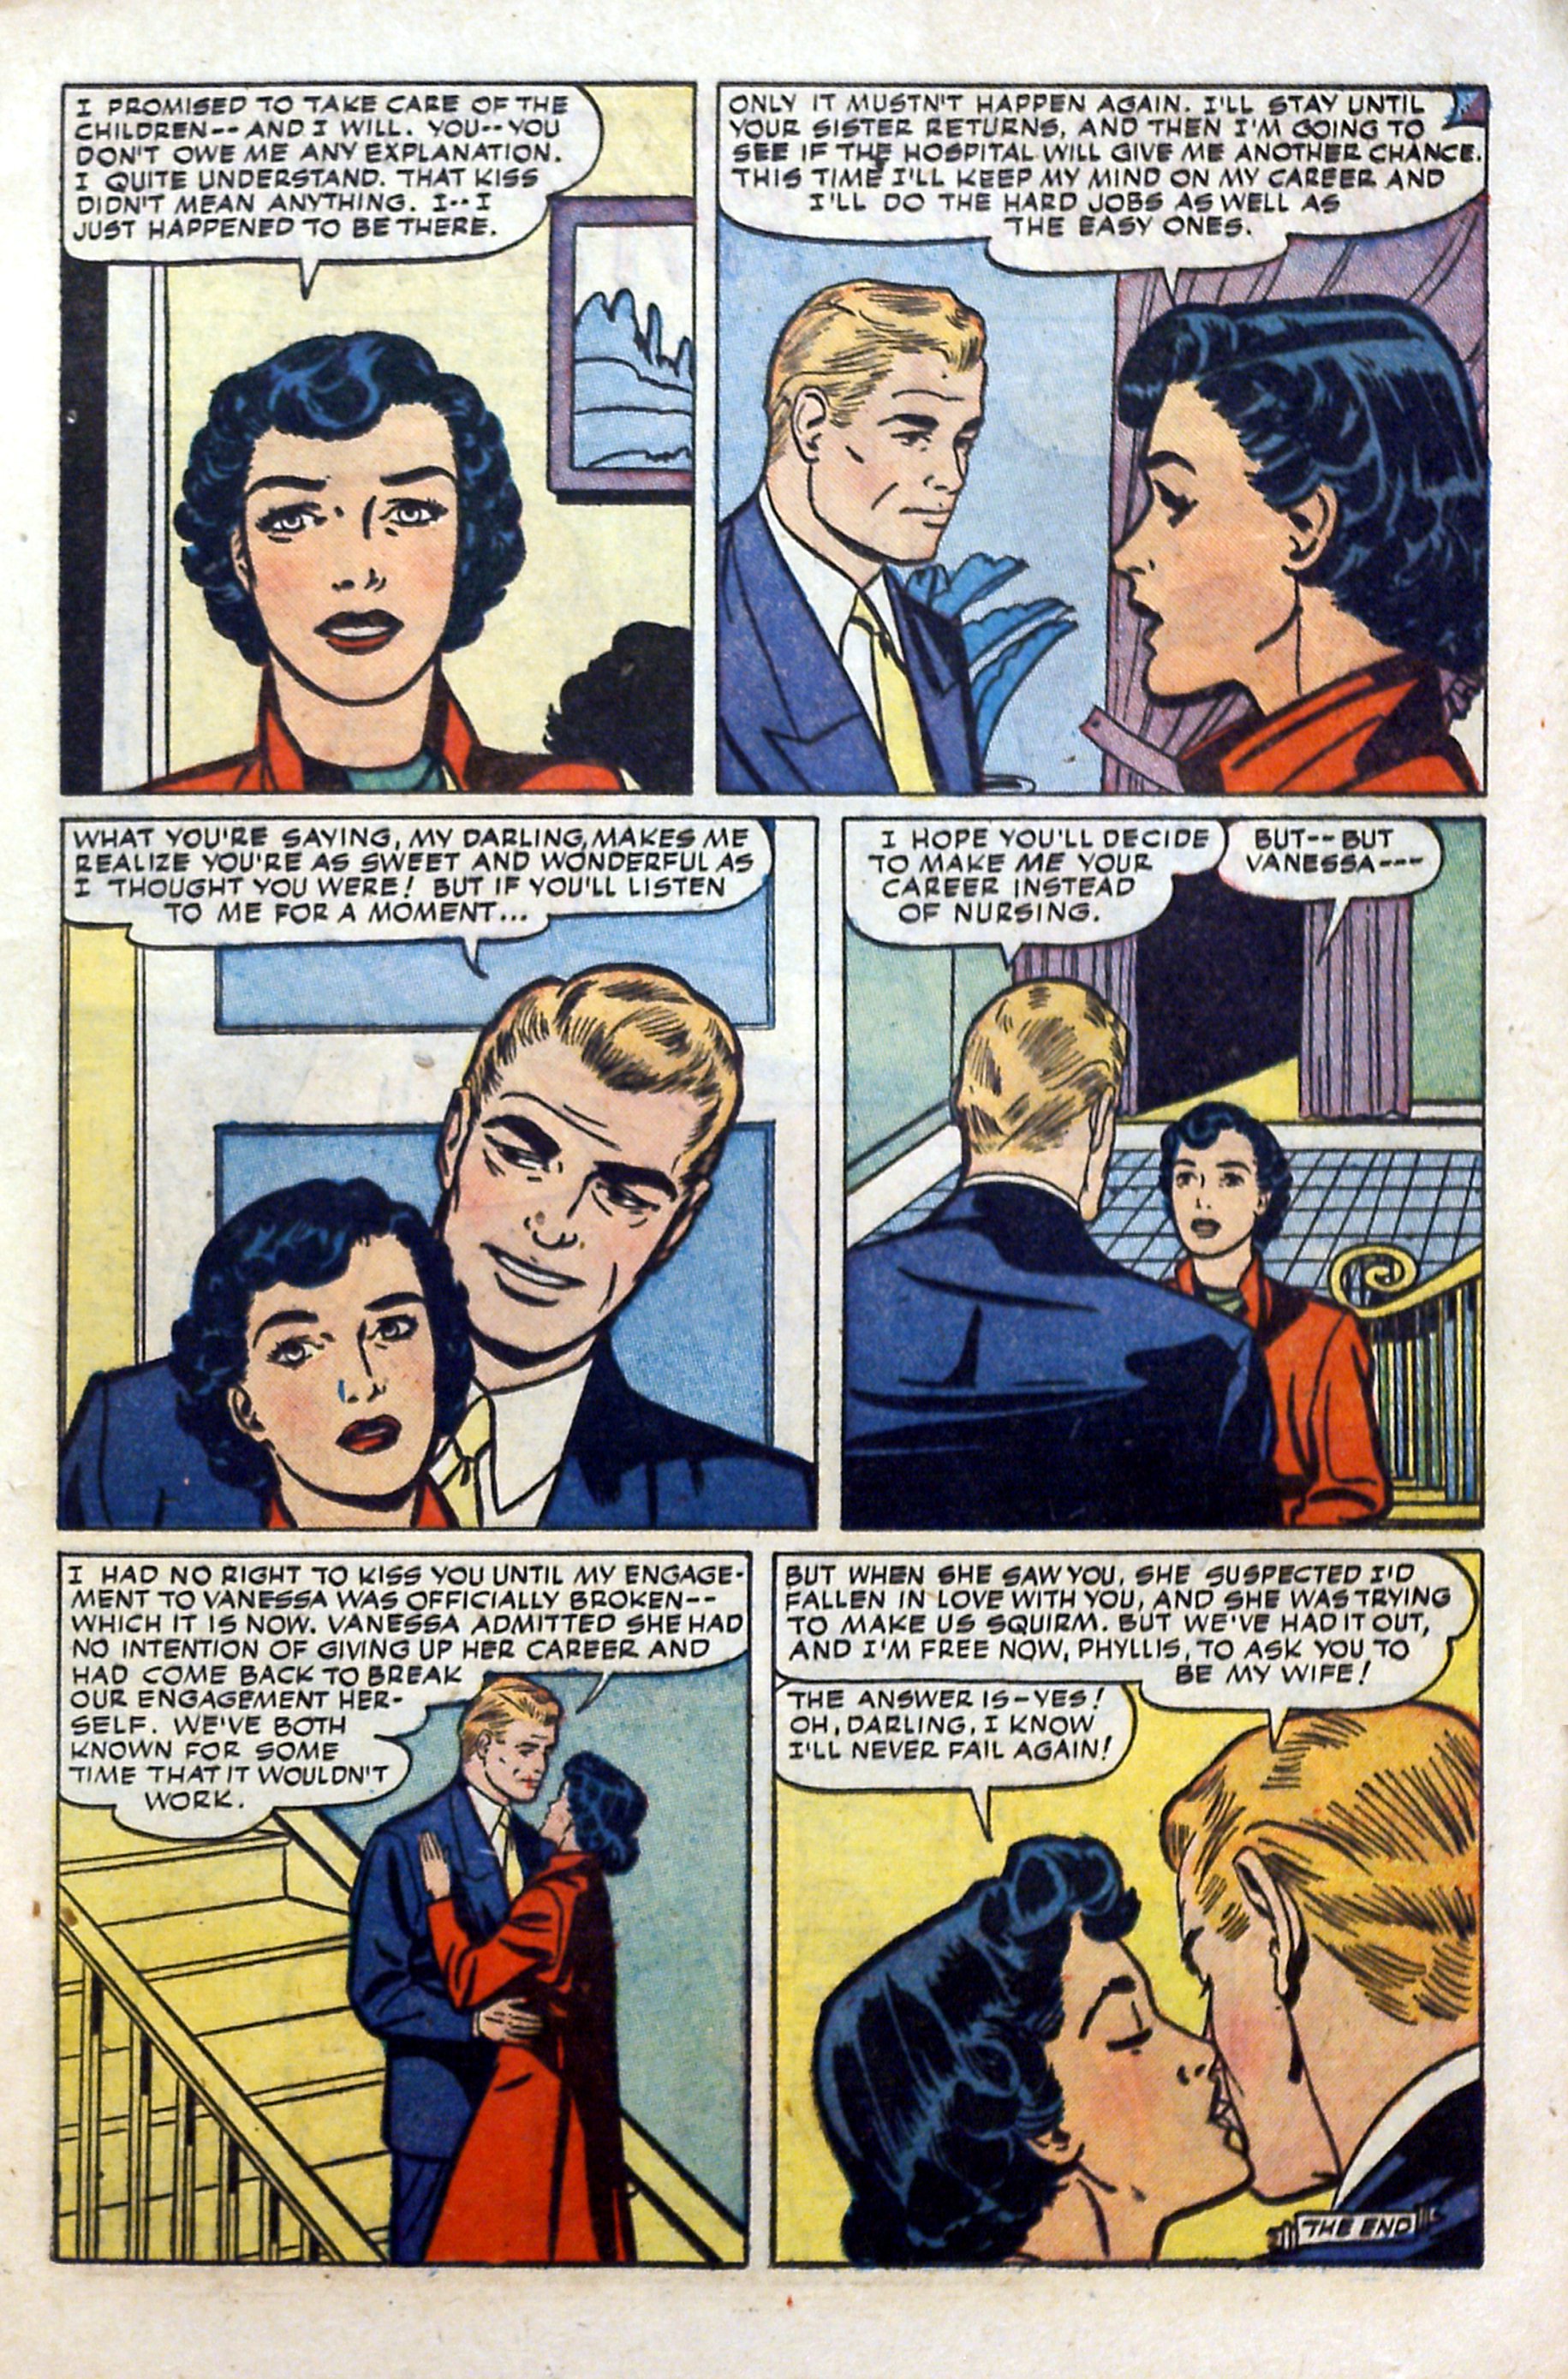 I PROMISED TO TAKE CARE OF THE
CHILDREN--AND I WILL. YOU--YOU
DON'T OWE ME ANY EXPLANATION.
I QUITE UNDERSTAND. THAT KISS
DIDN'T MEAN ANYTHING. I--I
JUST HAPPENED TO BE THERE.
ONLY IT MUSTN'T HAPPEN AGAIN. I'LL STAY UNTIL
YOUR SISTER RETURNS, AND THEN I'M GOING TO
SEE IF THE HOSPITAL WILL GIVE ME ANOTHER CHANCE.
THIS TIME I'LL KEEP MY MIND ON MY CAREER AND
I'LL DO THE HARD JOBS AS WELL AS
THE EASY ONES.
WHAT YOU'RE SAYING, MY DARLING, MAKES ME
REALIZE YOU'RE AS SWEET AND WONDERFUL AS
I THOUGHT YOU WERE! BUT IF YOU'LL LISTEN
TO ME FOR A MOMENT...
I HOPE YOU'LL DECIDE
TO MAKE ME YOUR
CAREER INSTEAD
OF NURSING.
BUT--BUT
VANESSA---
I HAD NO RIGHT TO KISS YOU UNTIL MY ENGAGE-
MENT TO VANESSA WAS OFFICIALLY BROKEN--
WHICH IT IS NOW. VANESSA ADMITTED SHE HAD
NO INTENTION OF GIVING UP HER CAREER AND
HAD COME BACK TO BREAK
OUR ENGAGEMENT HER-
SELF. WE'VE BOTH
KNOWN FOR SOME
TIME THAT IT WOULDN'T
WORK.
BUT WHEN SHE SAW YOU, SHE SUSPECTED I'D
FALLEN IN LOVE WITH YOU, AND SHE WAS TRYING
TO MAKE US SQUIRM. BUT WE'VE HAD IT OUT,
AND I'M FREE NOW, PHYLLIS, TO ASK YOU TO
BE MY WIFE!
THE ANSWER IS-YES!
OH, DARLING, I KNOW
I'LL NEVER FAIL AGAIN!
THE END